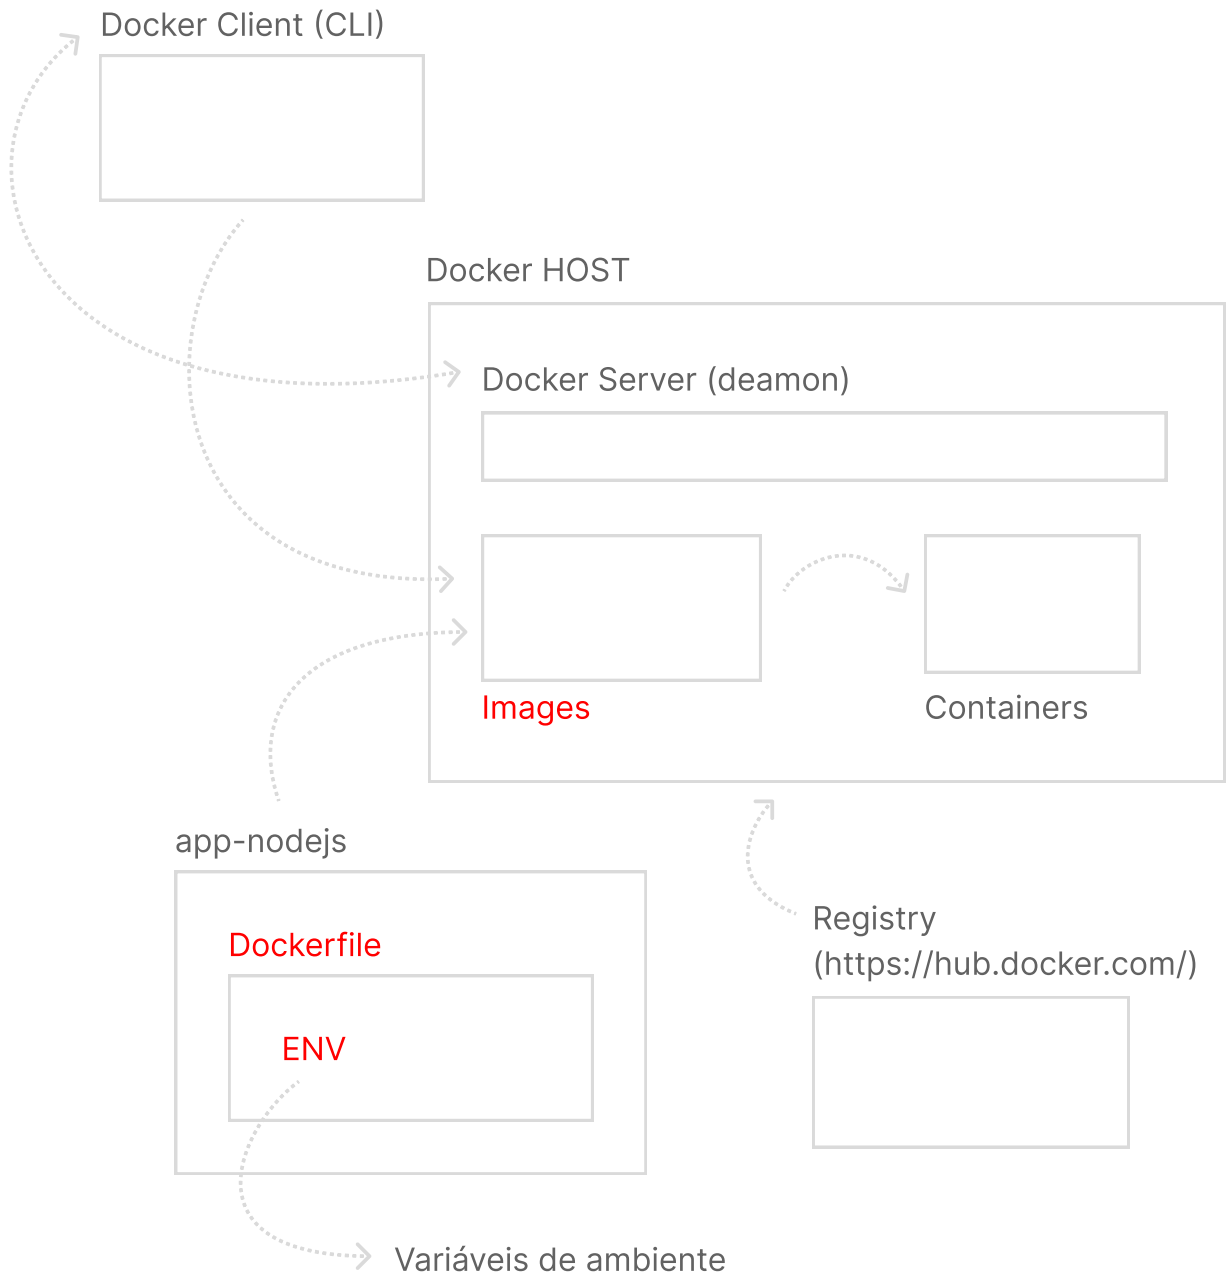 Docker Client (CLI)
Docker HOST
Docker Server (deamon)
Images
Containers
app-nodejs
Dockerfile
ENV
Registry
(https://hub.docker.com/)
Variáveis de ambiente